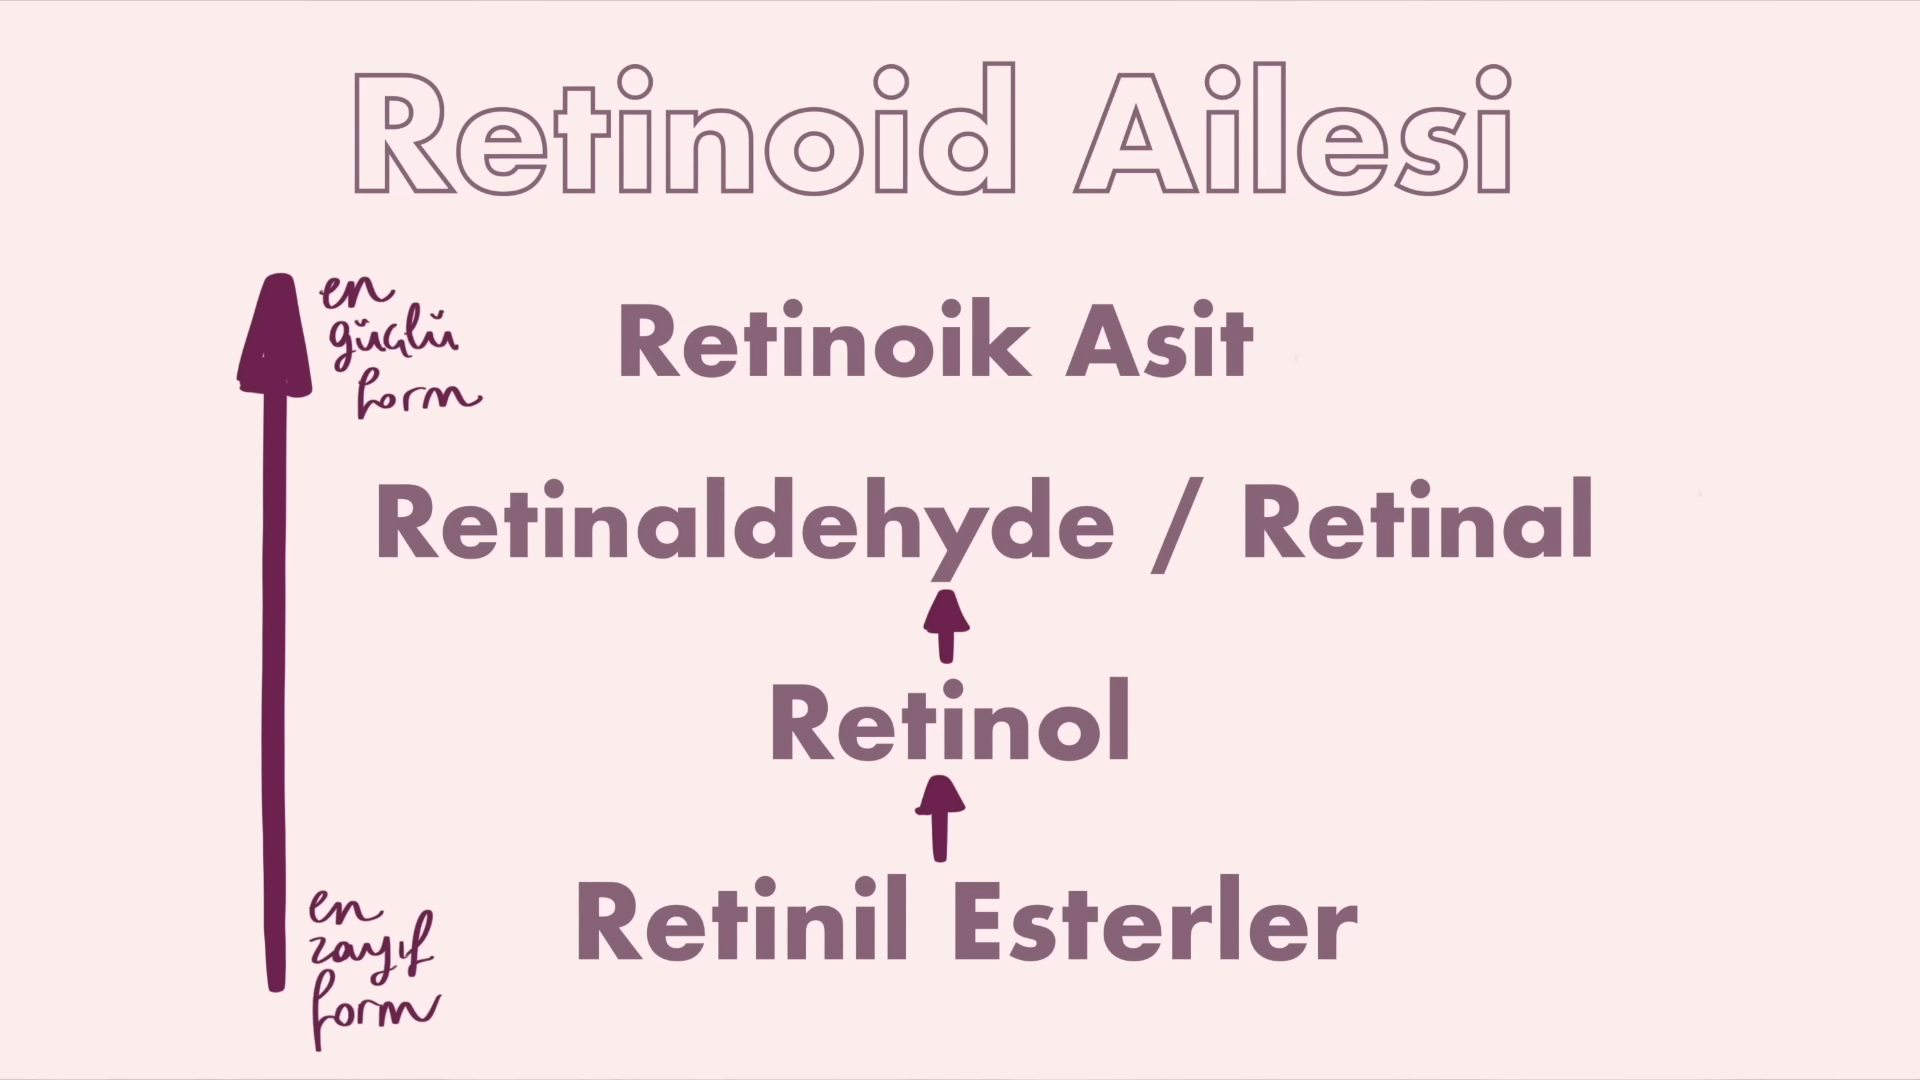 Retinoid Ailesi
en
güçlü
form
Retinoik Asit
Retinaldehyde / Retinal
Retinol
Retinil Esterler
en
zayıf
form